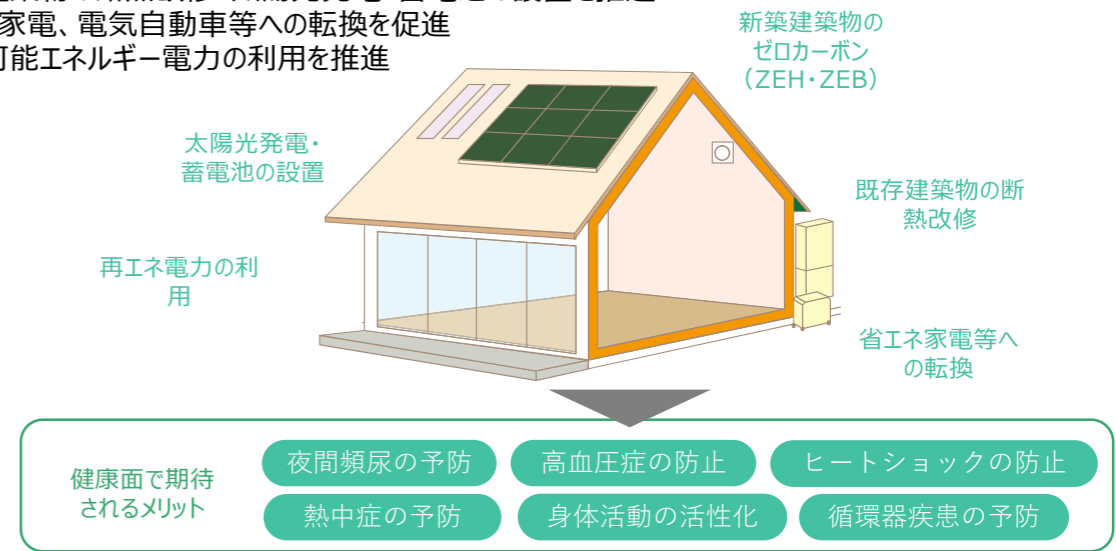 家電、電気自動車等への転換を促進
可能エネルギー電力の利用を推進
新築建築物の
ゼロカーボン
（ZEH・ZEB）
太陽光発電・
蓄電池の設置
既存建築物の断
熱改修
再エネ電力の利
用
省エネ家電等へ
の転換
健康面で期待
されるメリット
夜間頻尿の予防
高血圧症の防止
ヒートショックの防止
熱中症の予防
身体活動の活性化
循環器疾患の予防